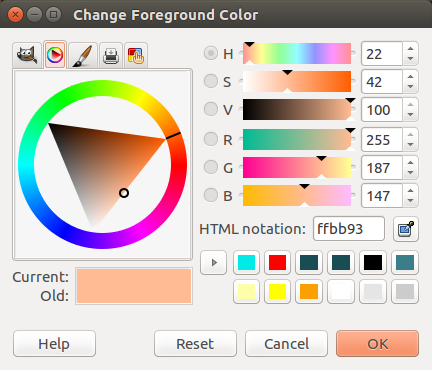 Change Foreground Color
H 22
S 42
V 100
R 255
G 187
B 147
HTML notation: ffbb93
Current:
Old:
Help Reset Cancel OK